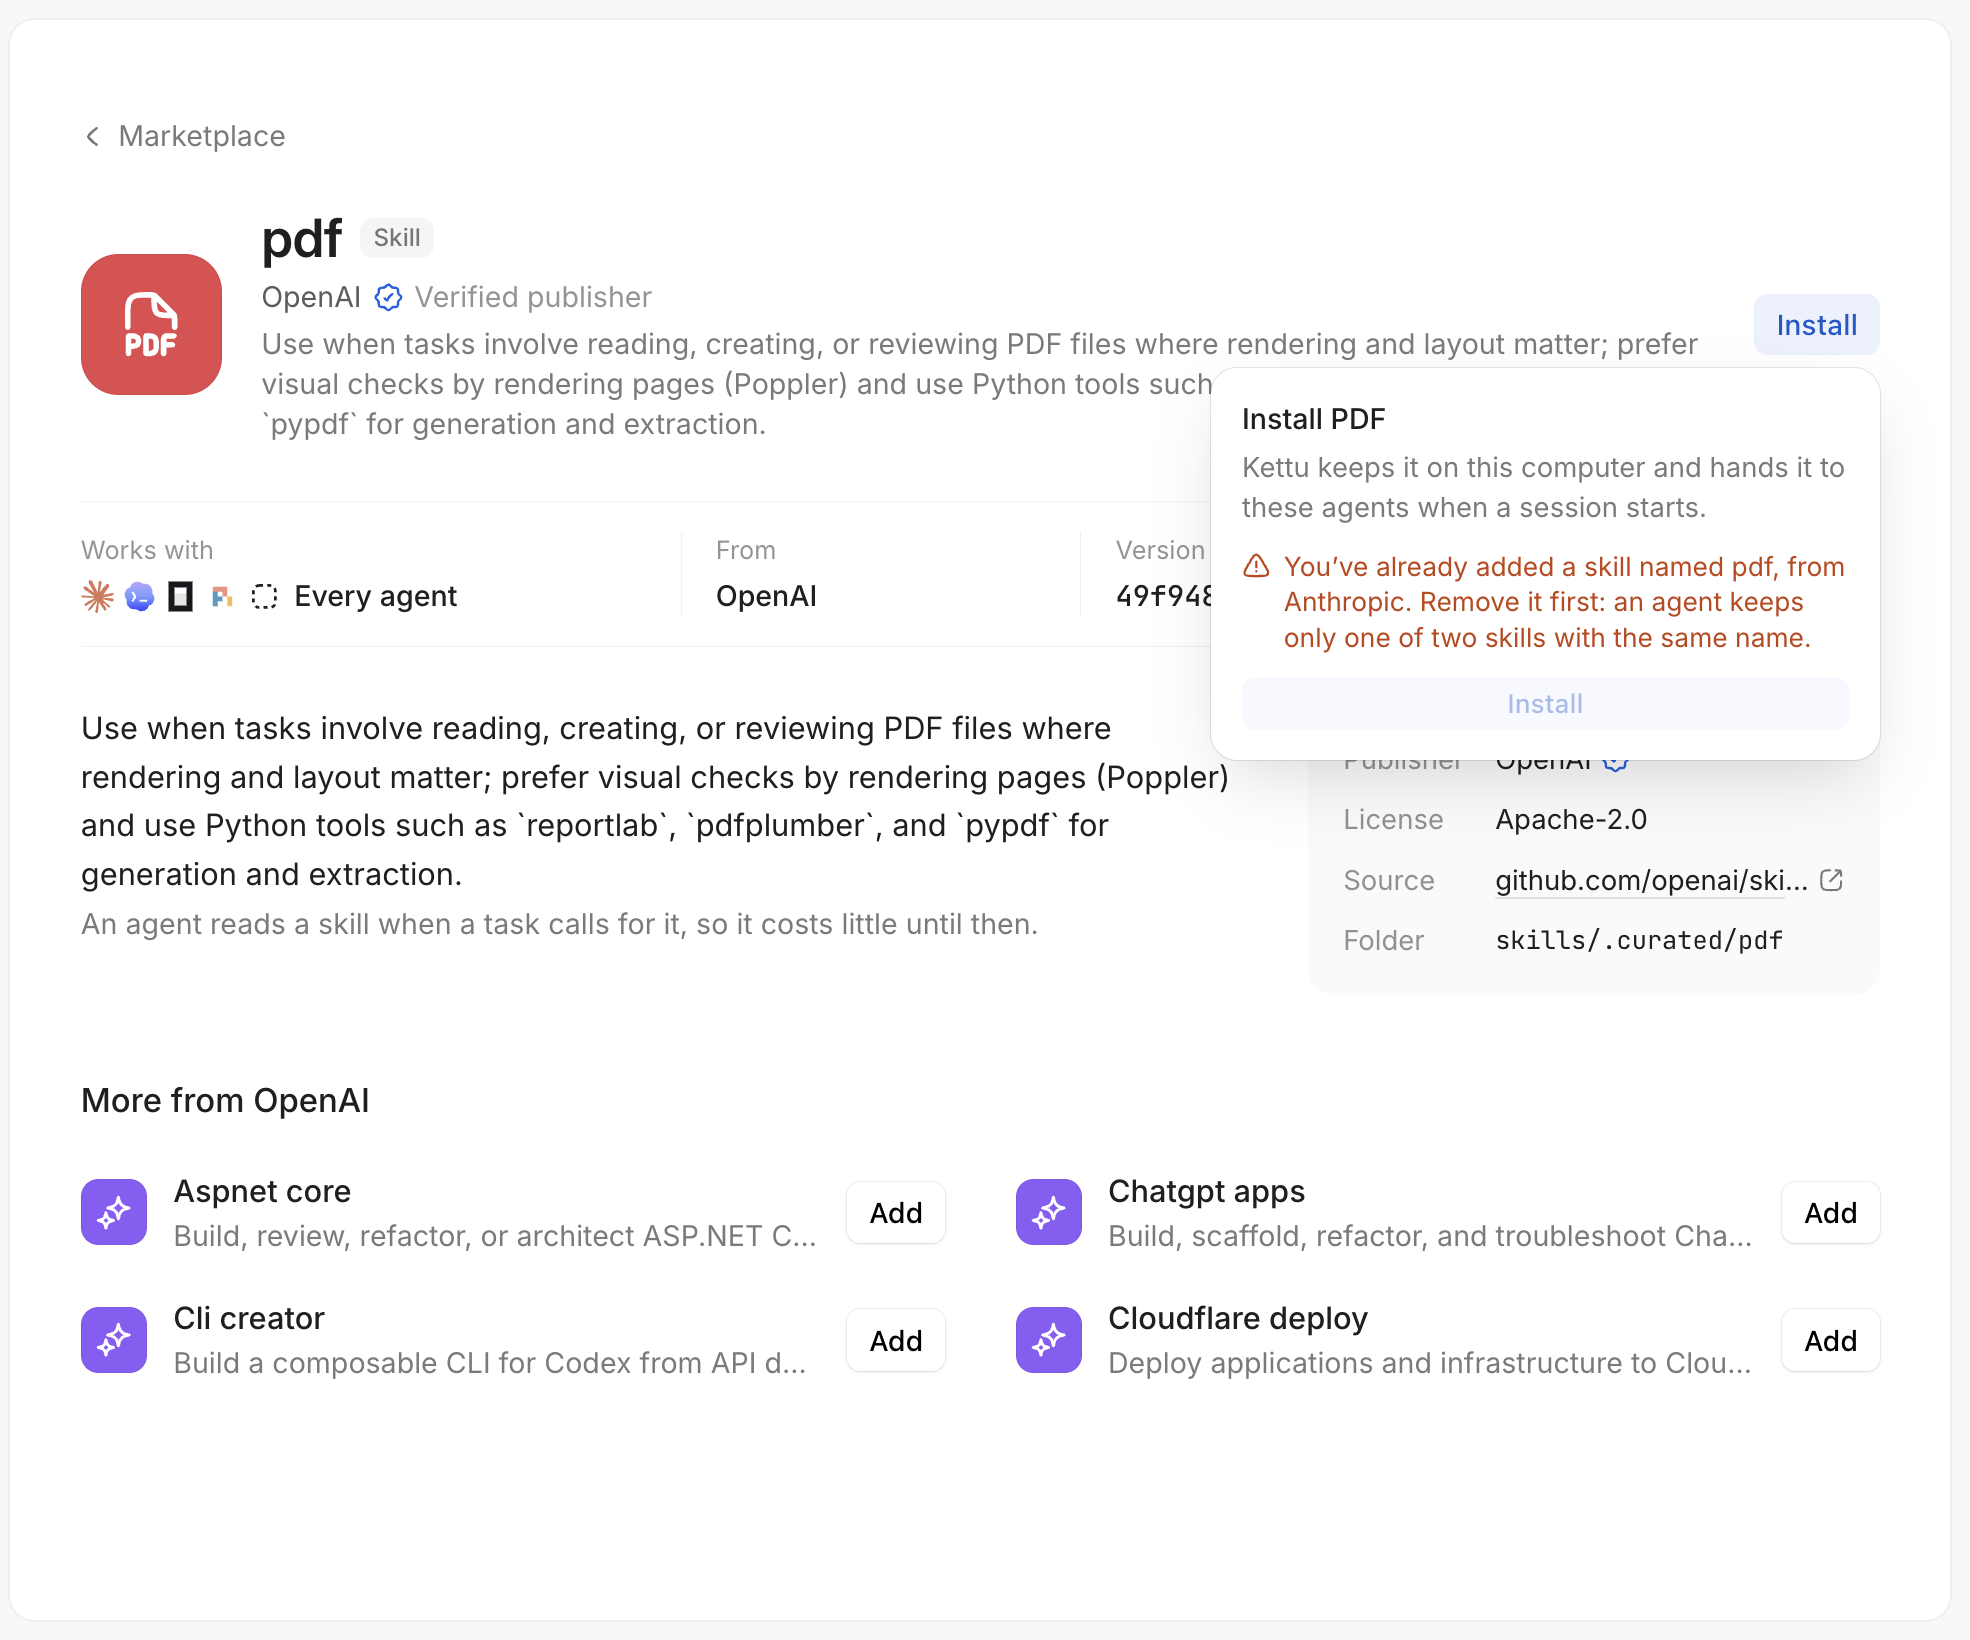 Marketplace
pdf Skill
OpenAI Verified publisher
Use when tasks involve reading, creating, or reviewing PDF files where rendering and layout matter; prefer
visual checks by rendering pages (Poppler) and use Python tools such
`pypdf` for generation and extraction.
PDF
Install
Install PDF
Kettu keeps it on this computer and hands it to
these agents when a session starts.
You’ve already added a skill named pdf, from
Anthropic. Remove it first: an agent keeps
only one of two skills with the same name.
Install
Works with
Every agent
From
OpenAI
Version
49f948
Use when tasks involve reading, creating, or reviewing PDF files where
rendering and layout matter; prefer visual checks by rendering pages (Poppler)
and use Python tools such as `reportlab`, `pdfplumber`, and `pypdf` for
generation and extraction.
An agent reads a skill when a task calls for it, so it costs little until then.
Publisher OpenAI
License Apache-2.0
Source github.com/openai/ski...
Folder skills/.curated/pdf
More from OpenAI
Aspnet core
Build, review, refactor, or architect ASP.NET C...
Add
Chatgpt apps
Build, scaffold, refactor, and troubleshoot Cha...
Add
Cli creator
Build a composable CLI for Codex from API d...
Add
Cloudflare deploy
Deploy applications and infrastructure to Clou...
Add